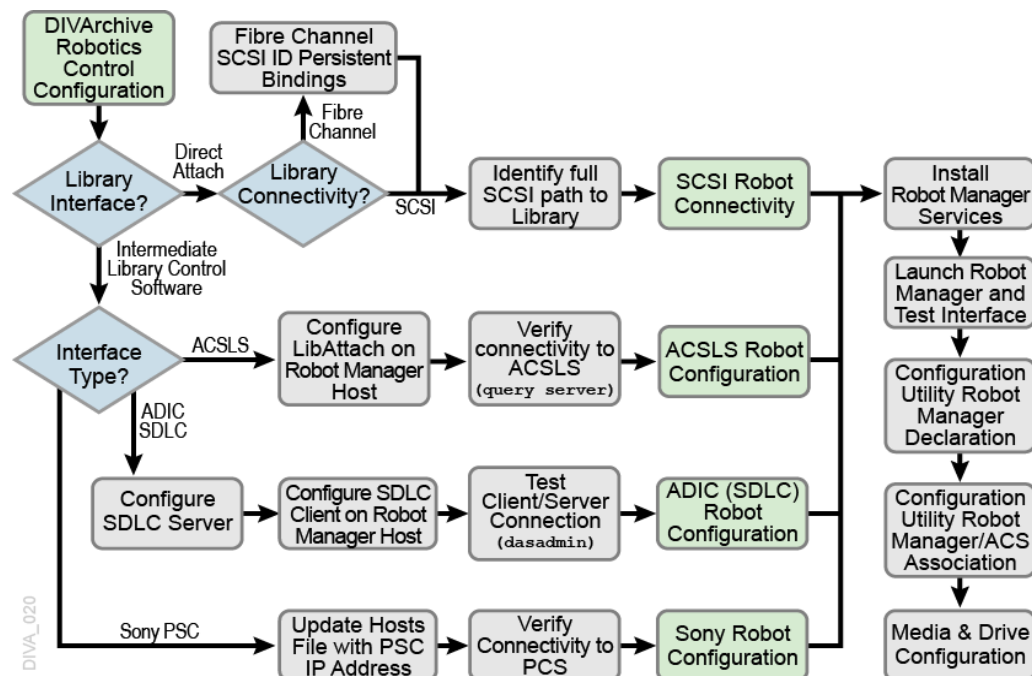 DIVArchive
Robotics
Control
Configuration
Fibre Channel
SCSI ID Persistent
Bindings
Fibre
Channel
Direct
Attach
Library
Interface?
Library
Connectivity?
SCSI
Identify full
SCSI path to
Library
SCSI Robot
Connectivity
Install
Robot Manager
Services
Intermediate
Library Control
Software
Launch Robot
Manager and
Test Interface
Interface
Type?
ACSLS
Configure
LibAttach on
Robot Manager
Host
Verify
connectivity to
ACSLS
(query server)
ACSLS Robot
Configuration
Configuration
Utility Robot
Manager
Declaration
ADIC
SDLC
Configure
SDLC Server
Configure SDLC
Client on Robot
Manager Host
Test
Client/Server
Connection
(dasadmin)
ADIC (SDLC)
Robot
Configuration
Configuration
Utility Robot
Manager/ACS
Association
Sony PSC
Update Hosts
File with PSC
IP Address
Verify
Connectivity to
PCS
Sony Robot
Configuration
Media & Drive
Configuration
DIVA_020